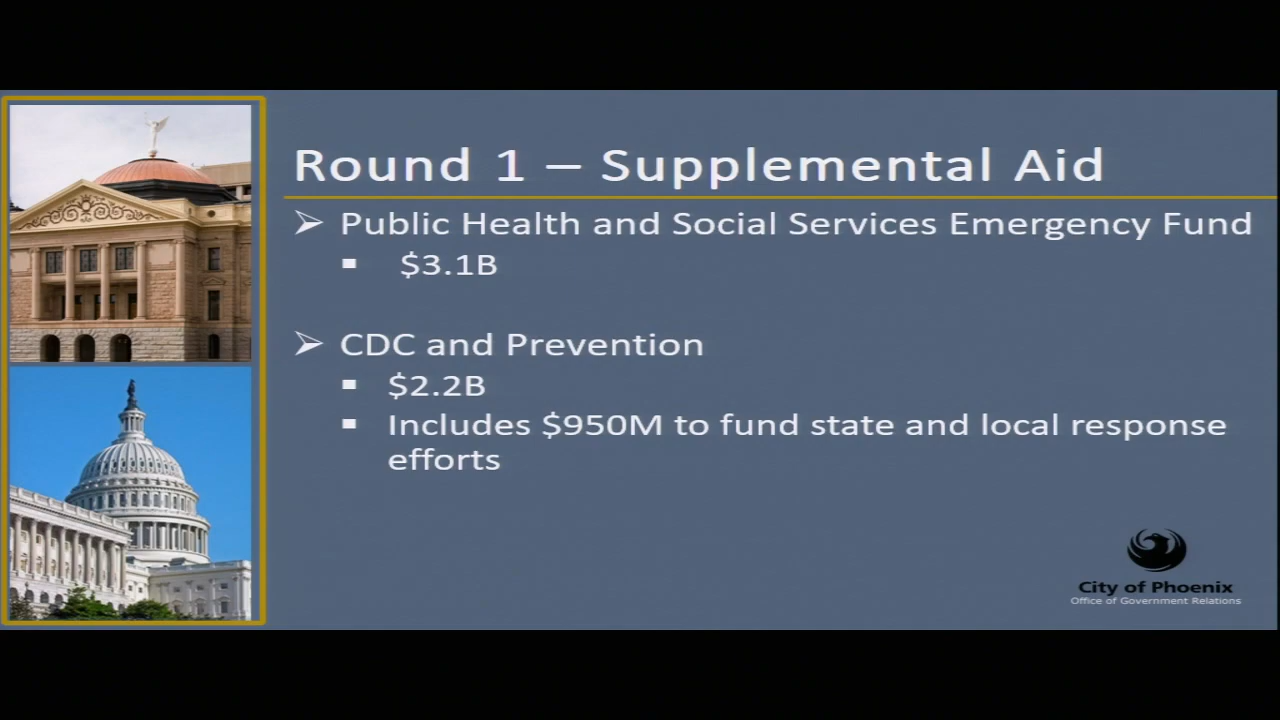 Round 1 – Supplemental Aid
➢ Public Health and Social Services Emergency Fund
▪ $3.1B
➢ CDC and Prevention
▪ $2.2B
▪ Includes $950M to fund state and local response
efforts
City of Phoenix
Office of Government Relations